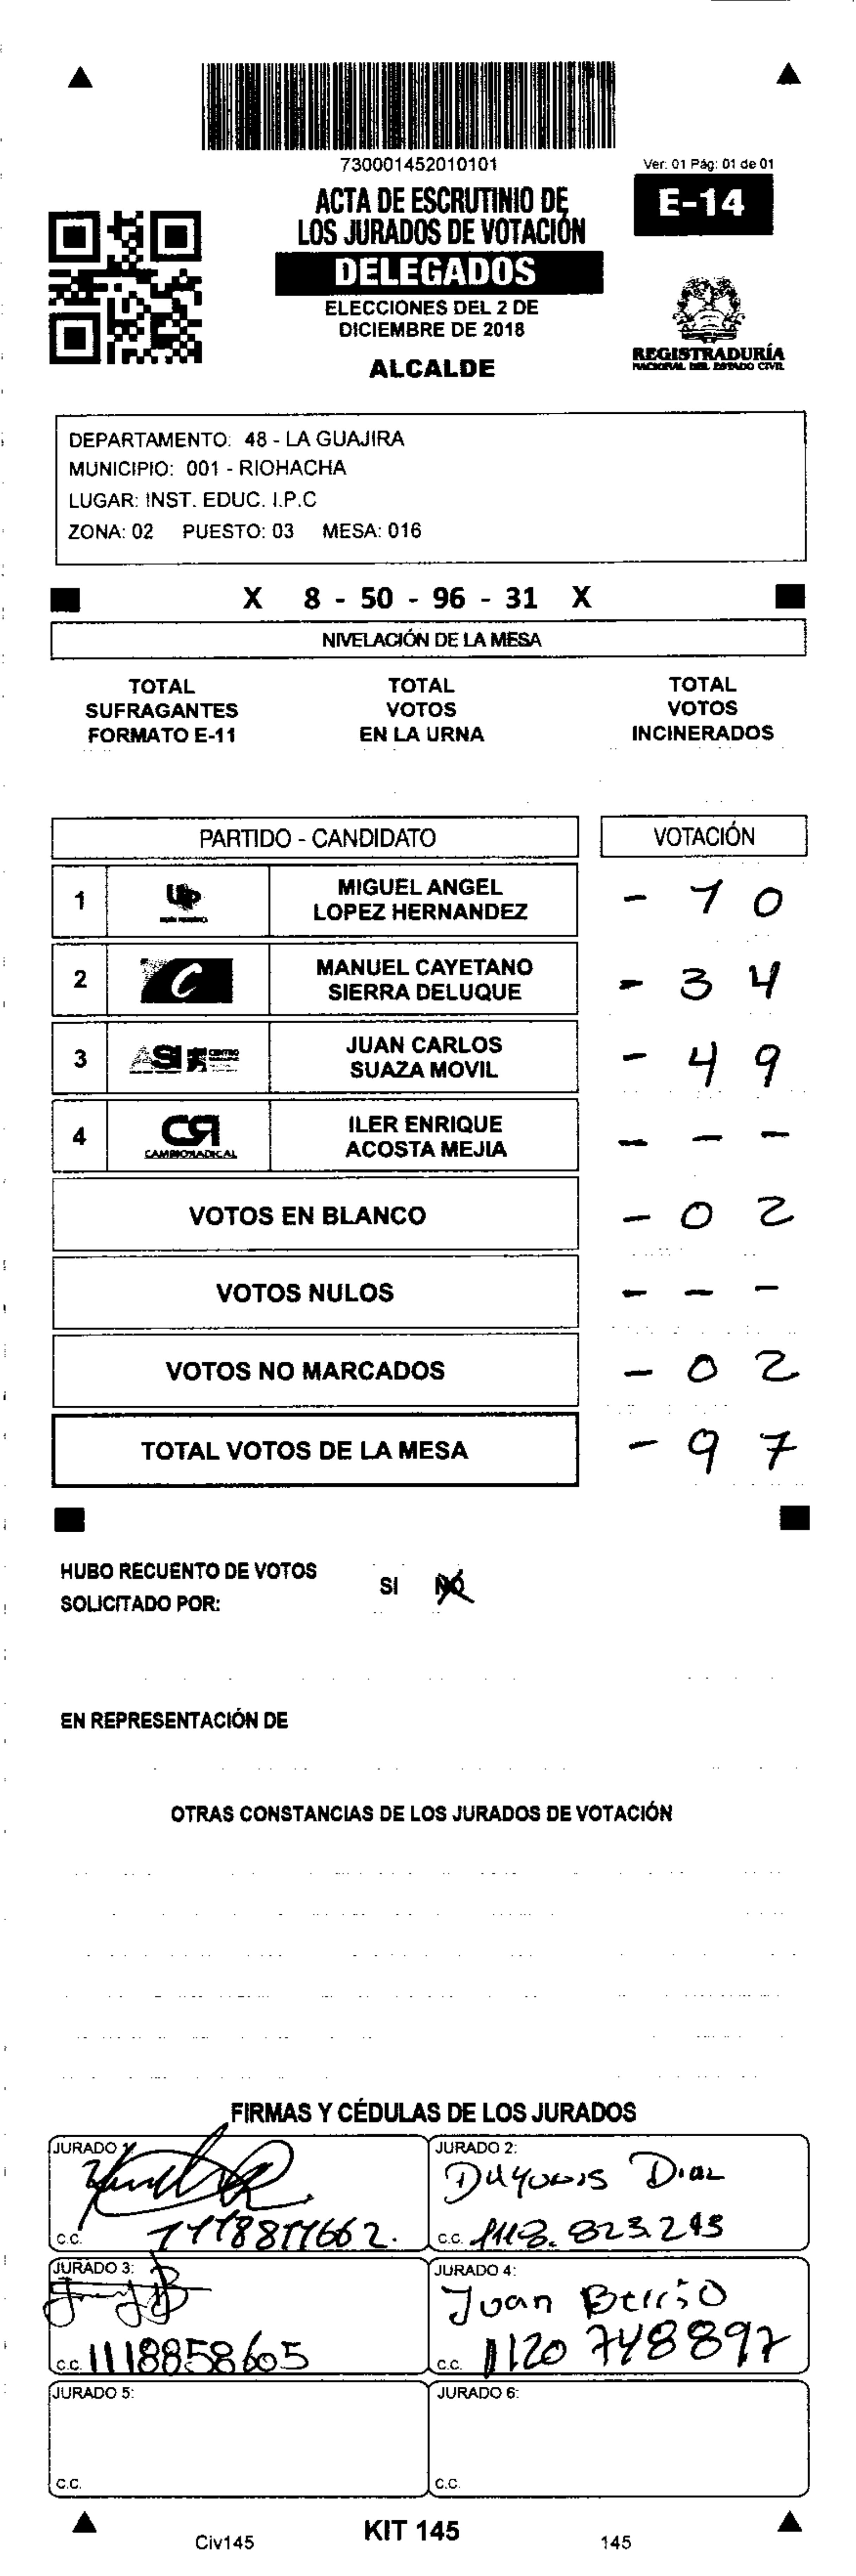 730001452010101
Ver: 01 Pág: 01 de 01
ACTA DE ESCRUTINIO DE
LOS JURADOS DE VOTACIÓN
E-14
DELEGADOS
ELECCIONES DEL 2 DE
DICIEMBRE DE 2018
ALCALDE
REGISTRADURÍA
NACIONAL DEL ESTADO CIVIL
DEPARTAMENTO: 48 - LA GUAJIRA
MUNICIPIO: 001 - RIOHACHA
LUGAR: INST. EDUC. I.P.C
ZONA: 02 PUESTO: 03 MESA: 016
X 8 - 50 - 96 - 31 X
NIVELACIÓN DE LA MESA
TOTAL SUFRAGANTES FORMATO E-11
TOTAL VOTOS EN LA URNA
TOTAL VOTOS INCINERADOS
PARTIDO - CANDIDATO VOTACIÓN
1 UP MIGUEL ANGEL LOPEZ HERNANDEZ - 1 0
2 C MANUEL CAYETANO SIERRA DELUQUE - 3 4
3 ASI JUAN CARLOS SUAZA MOVIL - 4 9
4 CR CAMBIO RADICAL ILER ENRIQUE ACOSTA MEJIA - - -
VOTOS EN BLANCO - 0 2
VOTOS NULOS - - -
VOTOS NO MARCADOS - 0 2
TOTAL VOTOS DE LA MESA - 9 7
HUBO RECUENTO DE VOTOS SI NO
SOLICITADO POR:
EN REPRESENTACIÓN DE
OTRAS CONSTANCIAS DE LOS JURADOS DE VOTACIÓN
FIRMAS Y CÉDULAS DE LOS JURADOS
JURADO 1:
C.C.
JURADO 2:
Diaz
C.C. 1118.823.243
JURADO 3:
C.C. 1118858605
JURADO 4:
Juan Berrio
C.C. 1120 748897
JURADO 5:
C.C.
JURADO 6:
C.C.
Civ145
KIT 145
145